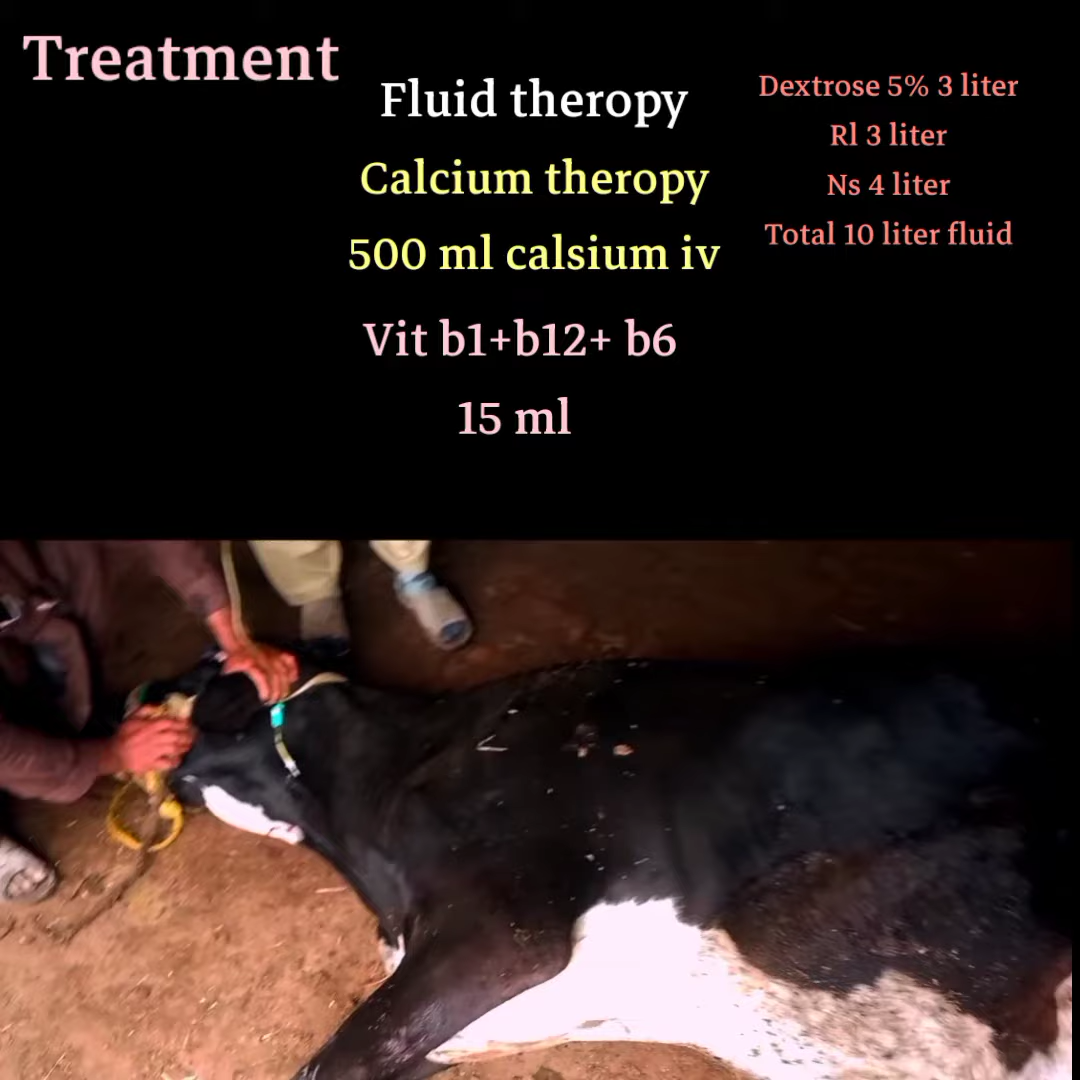 Treatment
Fluid theropy
Calcium theropy
500 ml calsium iv
Vit b1+b12+ b6
15 ml
Dextrose 5% 3 liter
Rl 3 liter
Ns 4 liter
Total 10 liter fluid